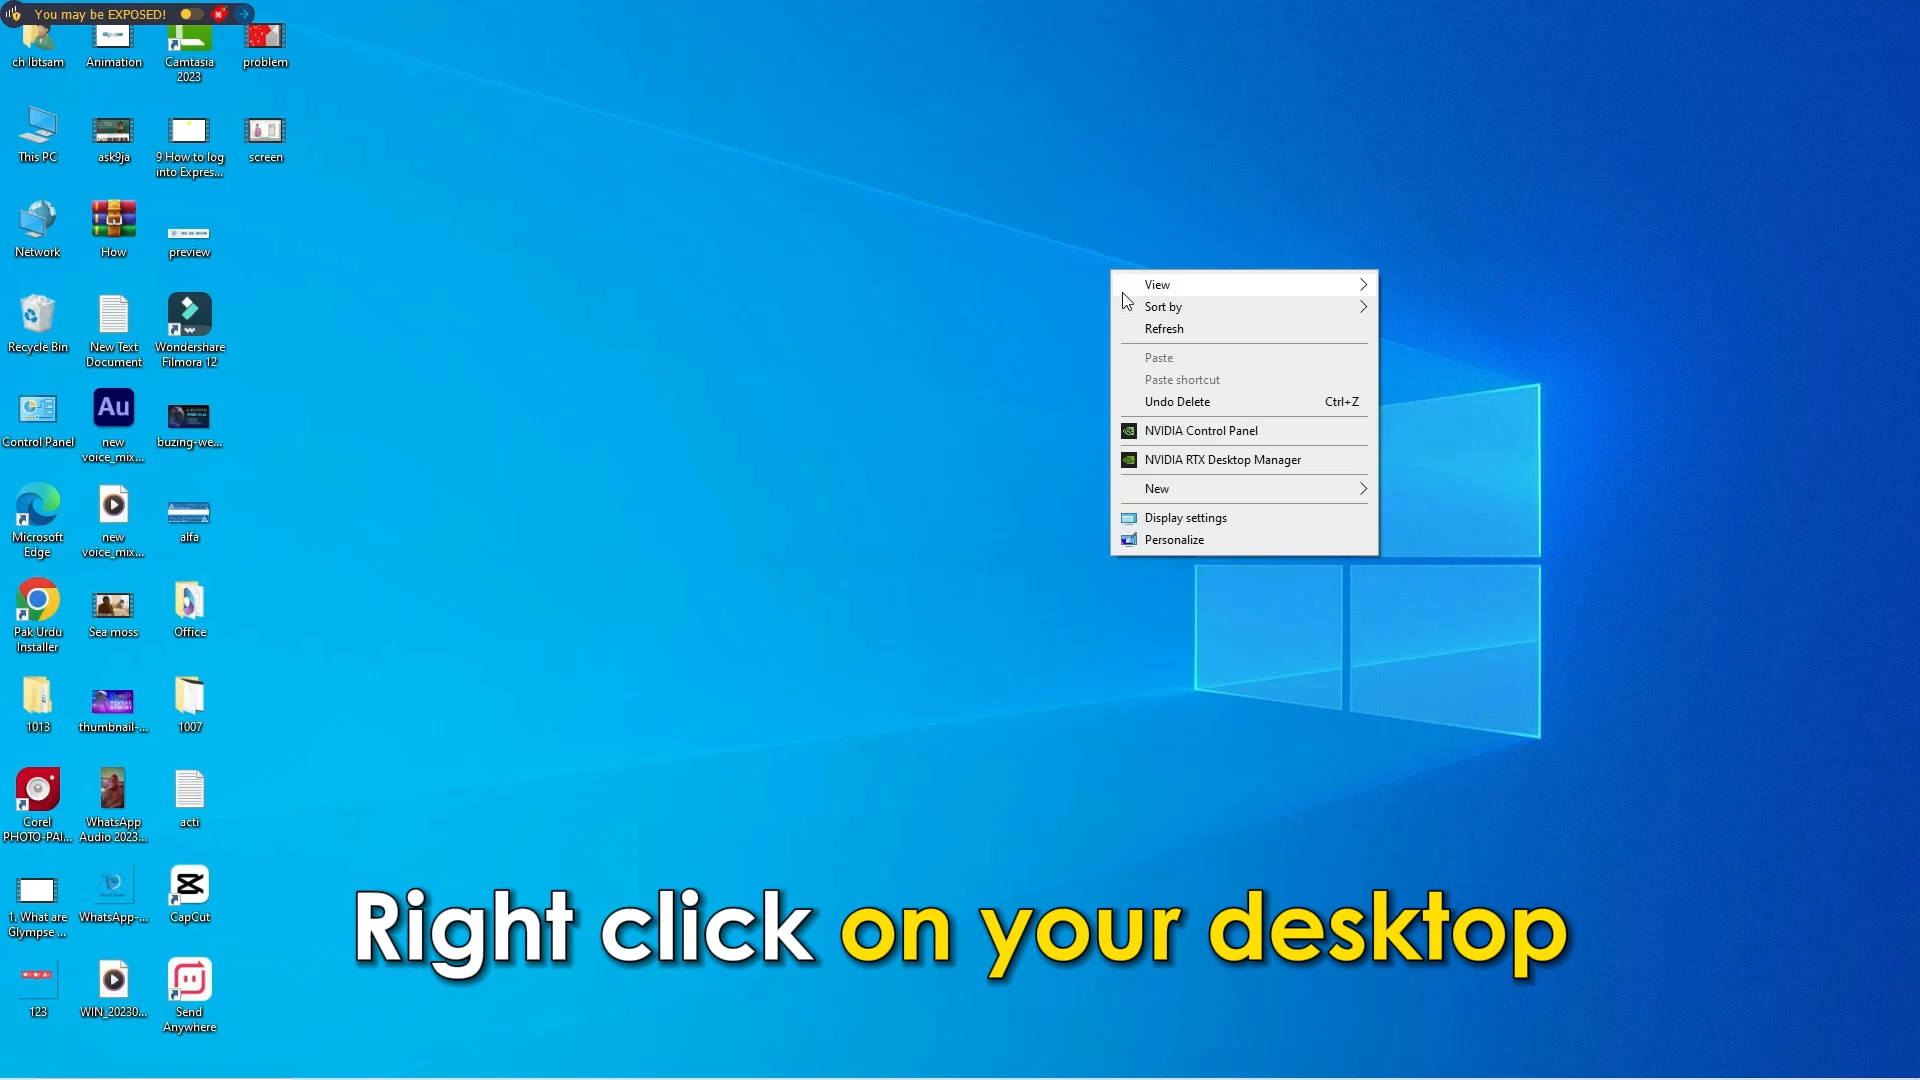 You may be EXPOSED!
ch Ibtsam
Animation
Camtasia
2023
problem
This PC
ask9ja
9 How to log
into Expres...
screen
Network
How
preview
Recycle Bin
New Text
Document
Wondershare
Filmora 12
Control Panel
Au
new
voice_mix...
buzing-we...
Microsoft
Edge
new
voice_mix...
alfa
Pak Urdu
Installer
Sea moss
Office
1013
thumbnail-...
1007
Corel
PHOTO-PAI...
WhatsApp
Audio 2023...
acti
1. What are
Glympse ...
WhatsApp-...
CapCut
123
WIN_20230...
Send
Anywhere
View
Sort by
Refresh
Paste
Paste shortcut
Undo Delete Ctrl+Z
NVIDIA Control Panel
NVIDIA RTX Desktop Manager
New
Display settings
Personalize
Right click on your desktop